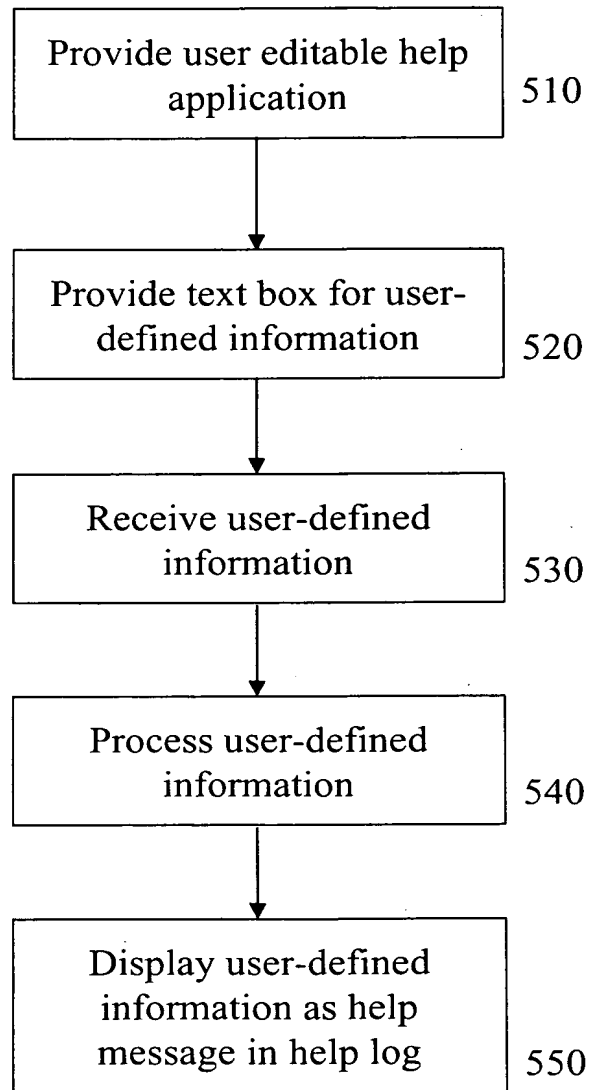 Provide user editable help
application
510
Provide text box for user-
defined information
520
Receive user-defined
information
530
Process user-defined
information
540
Display user-defined
information as help
message in help log
550